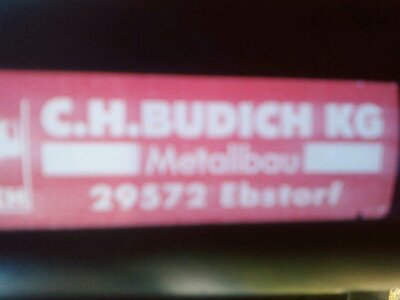 C.H.BUDICH KG
Metallbau
29572 Ebstorf